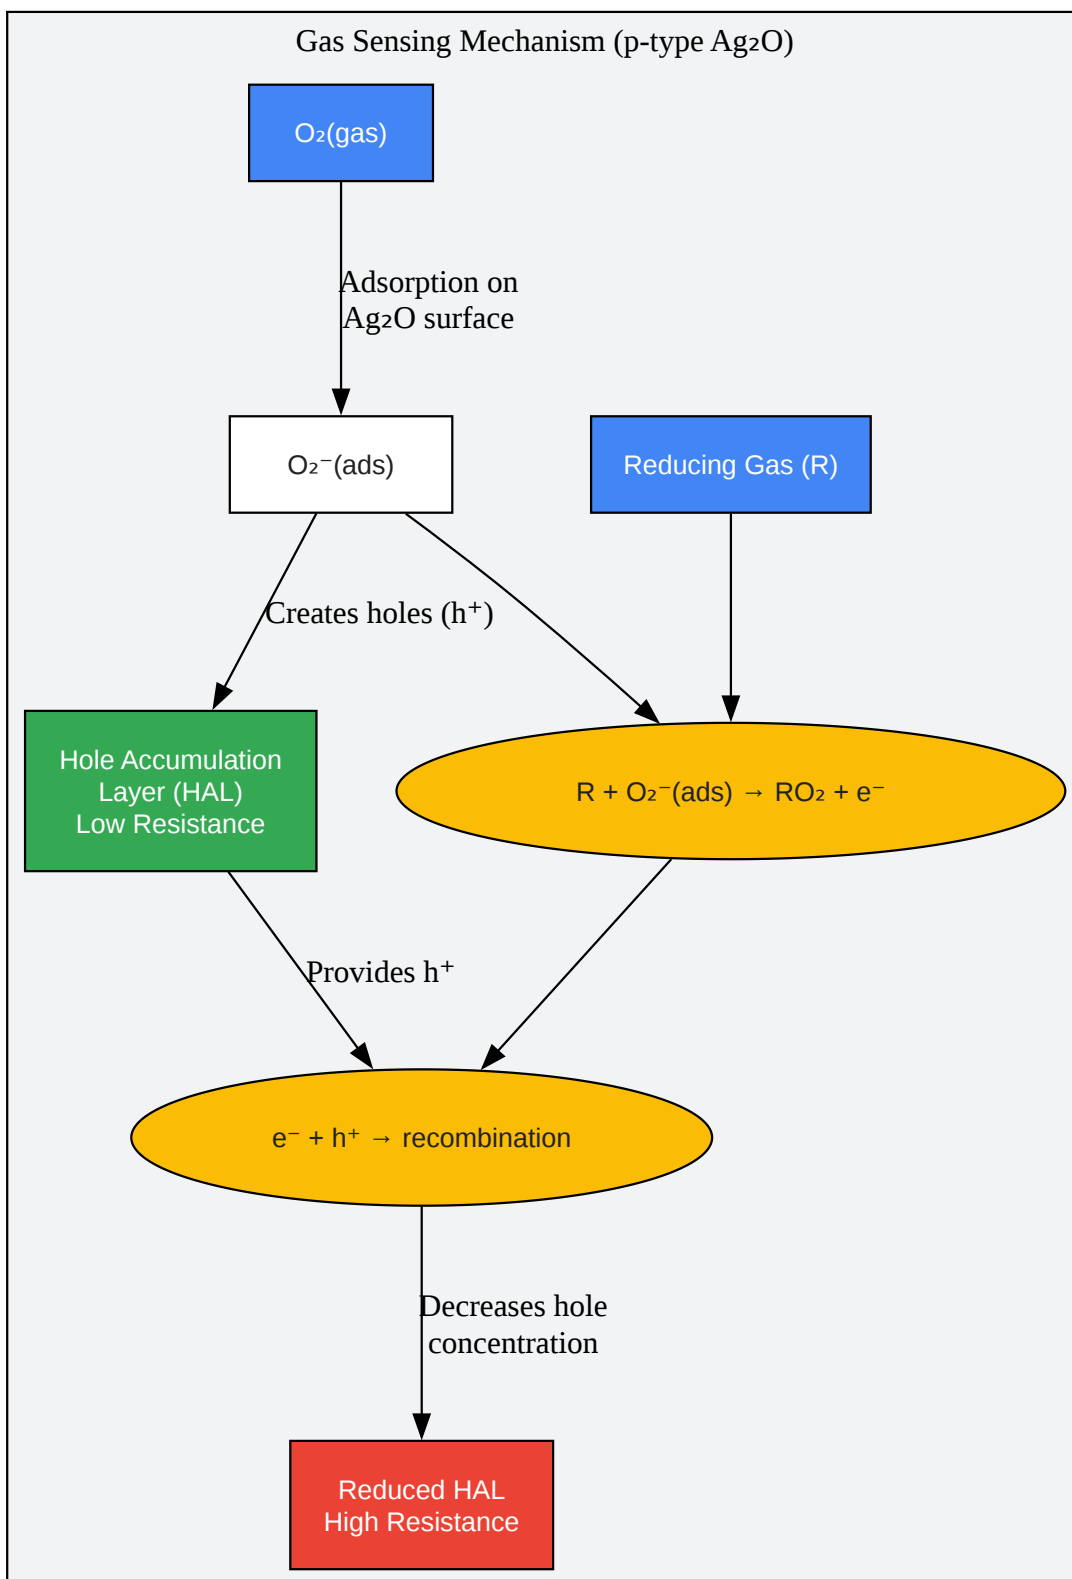 Gas Sensing Mechanism (p-type Ag₂O)
O₂(gas)
Adsorption on
Ag₂O surface
O₂⁻(ads)
Reducing Gas (R)
Creates holes (h⁺)
Hole Accumulation
Layer (HAL)
Low Resistance
R + O₂⁻(ads) → RO₂ + e⁻
Provides h⁺
e⁻ + h⁺ → recombination
Decreases hole
concentration
Reduced HAL
High Resistance